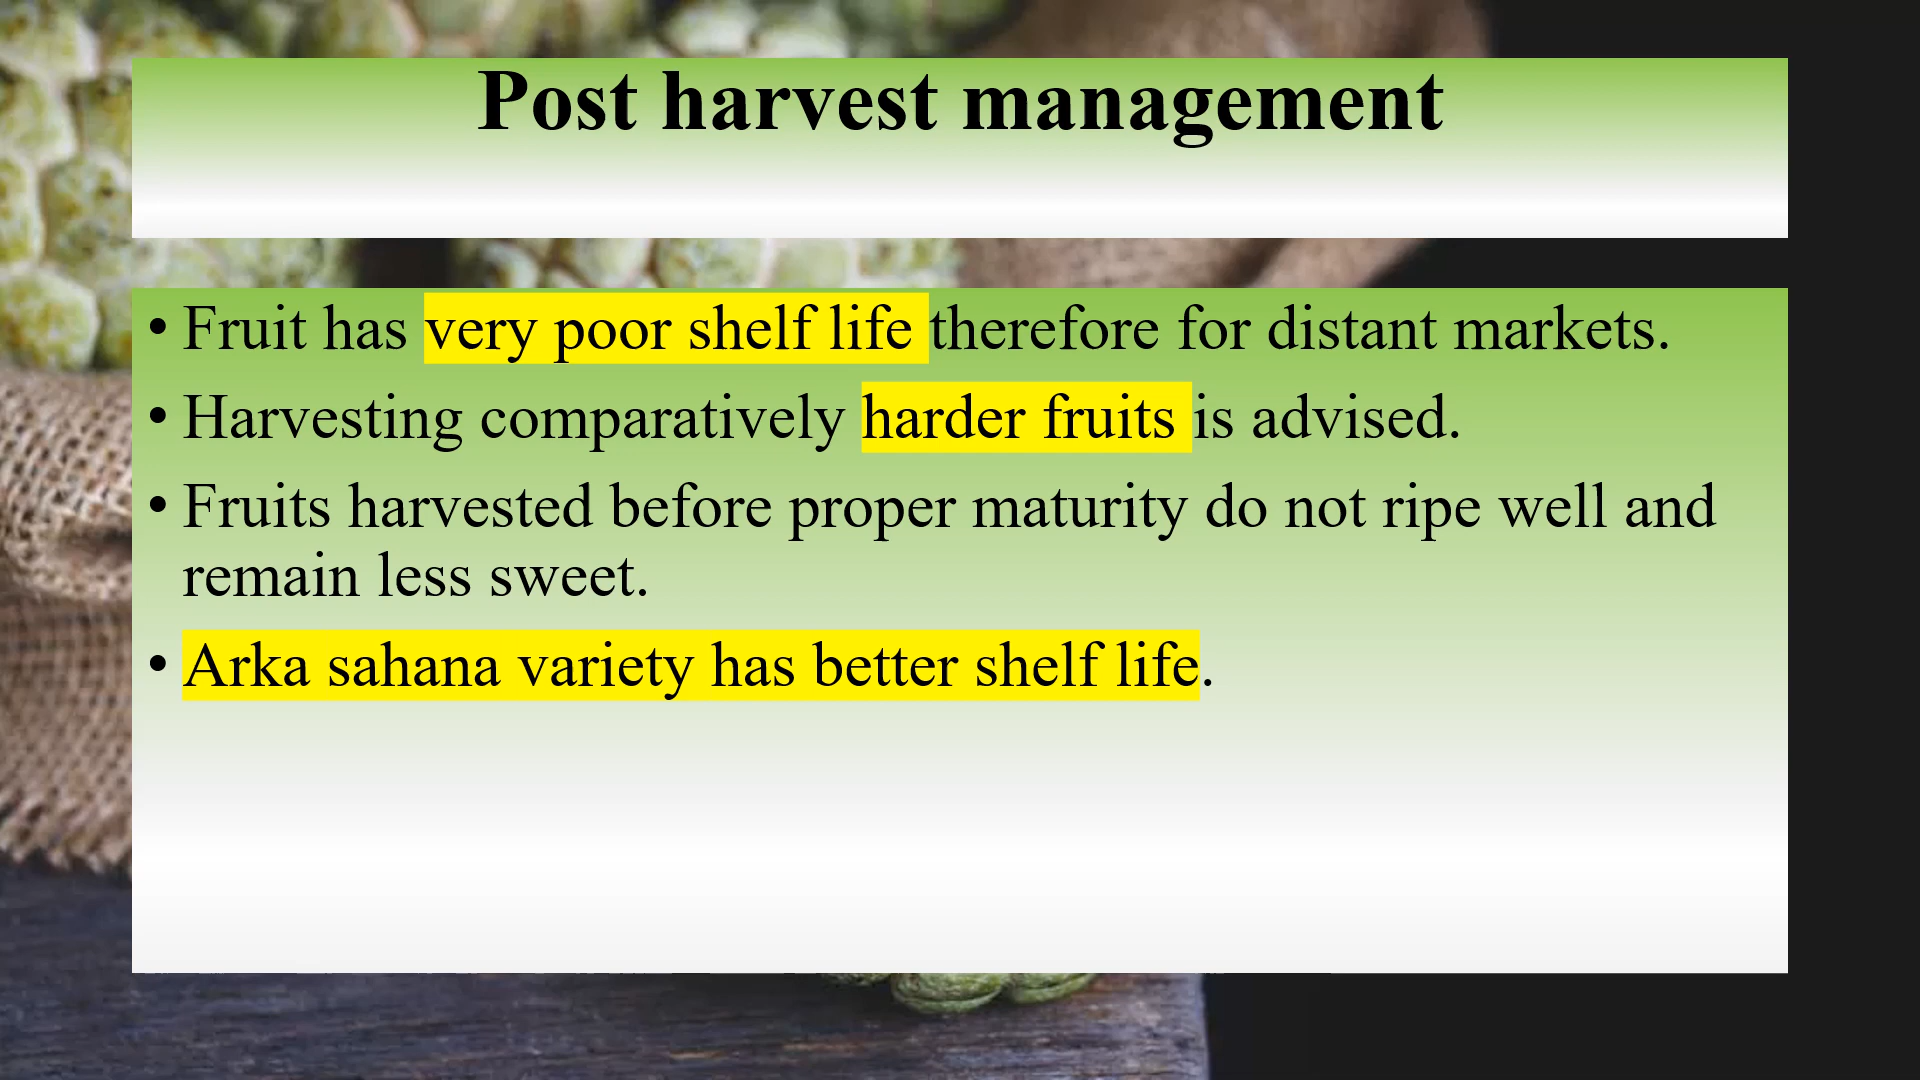 Post harvest management
• Fruit has very poor shelf life therefore for distant markets.
• Harvesting comparatively harder fruits is advised.
• Fruits harvested before proper maturity do not ripe well and
remain less sweet.
• Arka sahana variety has better shelf life.